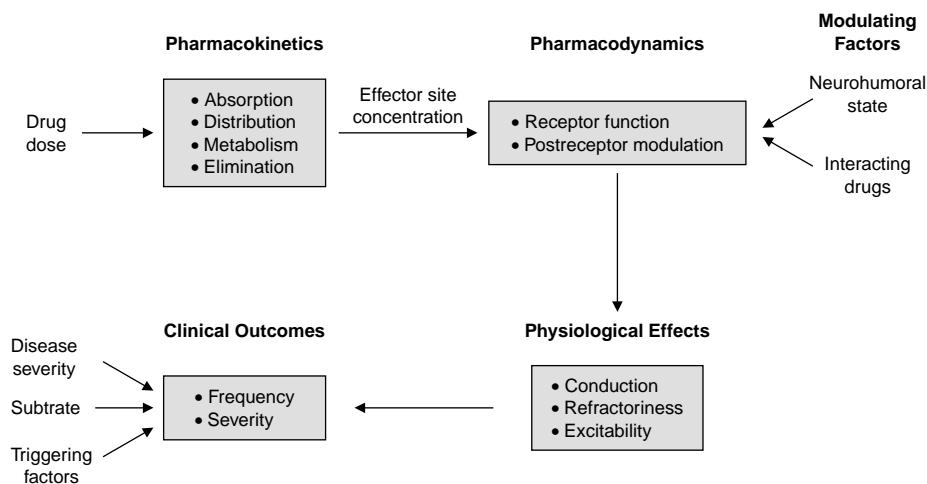 Pharmacokinetics
Pharmacodynamics
Modulating
Factors
Drug
dose
• Absorption
• Distribution
• Metabolism
• Elimination
Effector site
concentration
• Receptor function
• Postreceptor modulation
Neurohumoral
state
Interacting
drugs
Clinical Outcomes
Physiological Effects
Disease
severity
Subtrate
Triggering
factors
• Frequency
• Severity
• Conduction
• Refractoriness
• Excitability